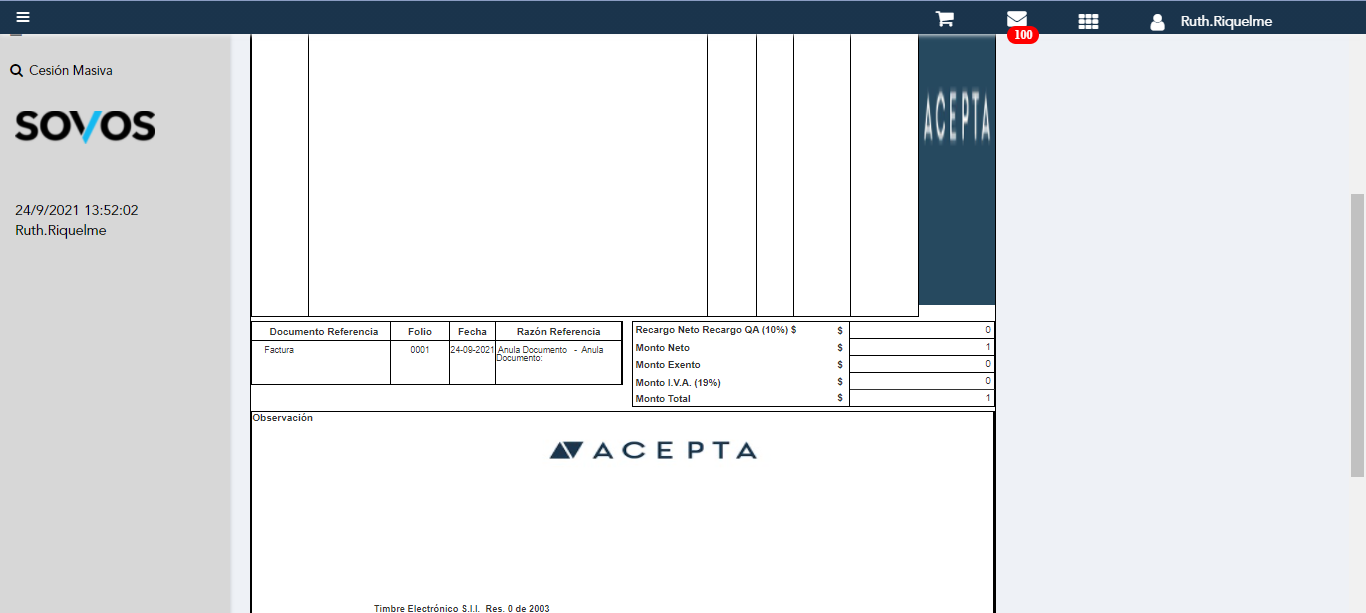 Ruth.Riquelme
100
Cesión Masiva
SOVOS
24/9/2021 13:52:02
Ruth.Riquelme
ACEPTA
Documento Referencia Folio Fecha Razón Referencia
Factura 0001 24-09-2021 Anula Documento - Anula
Documento:
Recargo Neto Recargo QA (10%) $ $ 0
Monto Neto $ 1
Monto Exento $ 0
Monto I.V.A. (19%) $ 0
Monto Total $ 1
Observación
ACEPTA
Timbre Electrónico S.I.I. Res. 0 de 2003